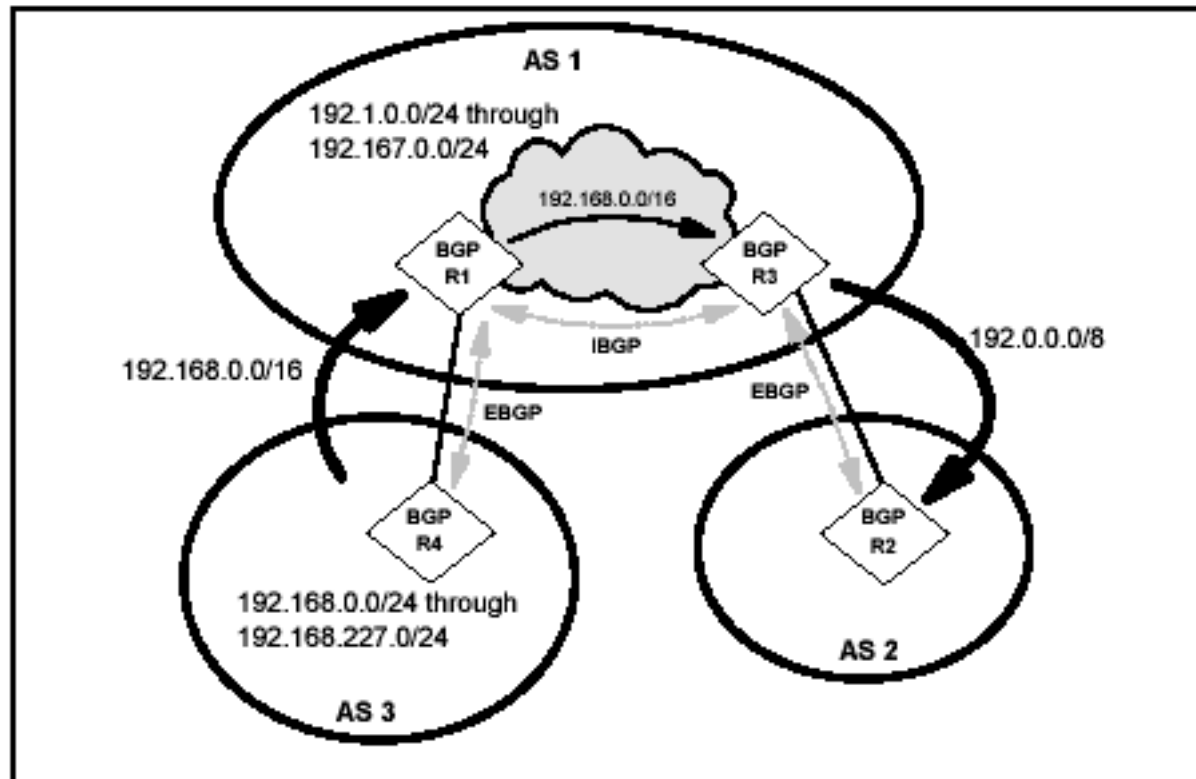 AS 1
192.1.0.0/24 through
192.167.0.0/24
192.168.0.0/16
BGP
R1
BGP
R3
IBGP
192.0.0.0/8
192.168.0.0/16
EBGP
EBGP
BGP
R4
BGP
R2
192.168.0.0/24 through
192.168.227.0/24
AS 2
AS 3